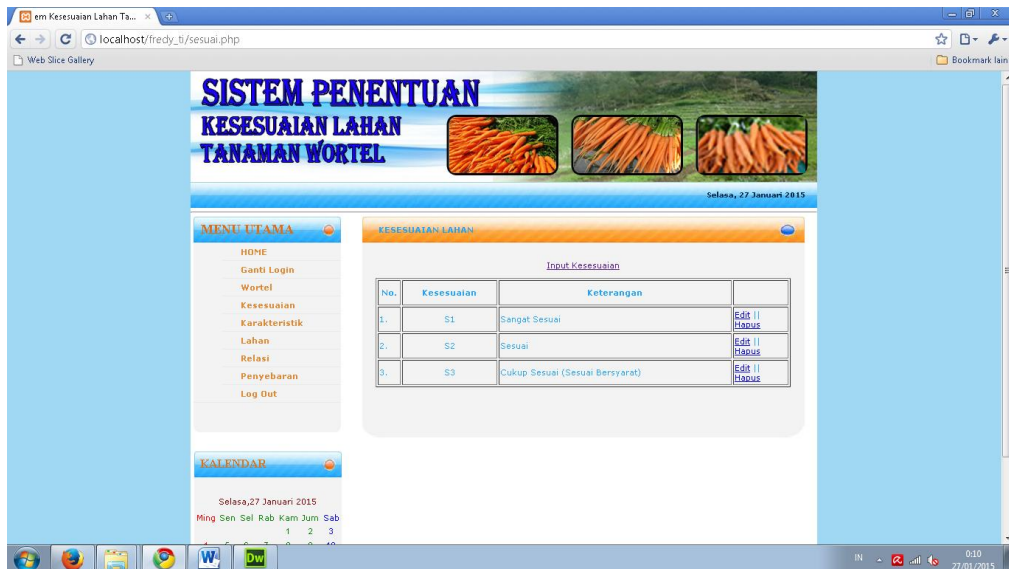 em Kesesuaian Lahan Ta...
localhost/fredy_ti/sesuai.php
Web Slice Gallery
Bookmark lain
SISTEM PENENTUAN
KESESUAIAN LAHAN
TANAMAN WORTEL
Selasa, 27 Januari 2015
MENU UTAMA
HOME
Ganti Login
Wortel
Kesesuaian
Karakteristik
Lahan
Relasi
Penyebaran
Log Out
KESESUAIAN LAHAN
Input Kesesuaian
No. Kesesuaian Keterangan
1. S1 Sangat Sesuai Edit || Hapus
2. S2 Sesuai Edit || Hapus
3. S3 Cukup Sesuai (Sesuai Bersyarat) Edit || Hapus
KALENDAR
Selasa,27 Januari 2015
Ming Sen Sel Rab Kam Jum Sab
1 2 3
W Dw IN 0:10
27/01/2015